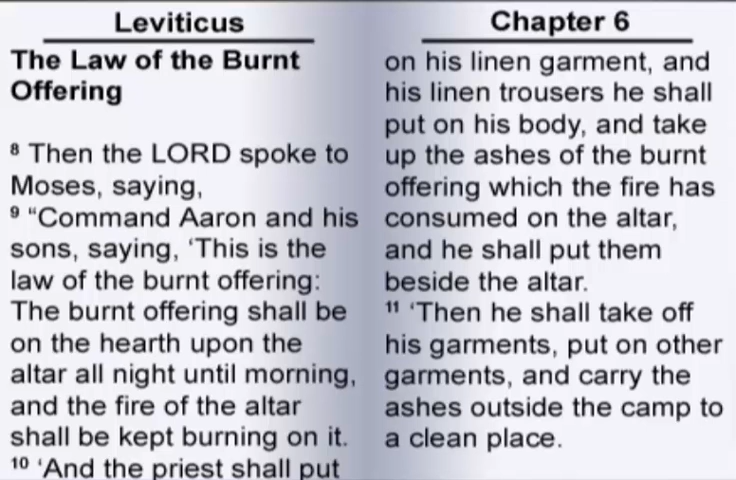 Leviticus
The Law of the Burnt
Offering
⁸ Then the LORD spoke to
Moses, saying,
⁹ “Command Aaron and his
sons, saying, ‘This is the
law of the burnt offering:
The burnt offering shall be
on the hearth upon the
altar all night until morning,
and the fire of the altar
shall be kept burning on it.
¹⁰ ‘And the priest shall put
Chapter 6
on his linen garment, and
his linen trousers he shall
put on his body, and take
up the ashes of the burnt
offering which the fire has
consumed on the altar,
and he shall put them
beside the altar.
¹¹ ‘Then he shall take off
his garments, put on other
garments, and carry the
ashes outside the camp to
a clean place.